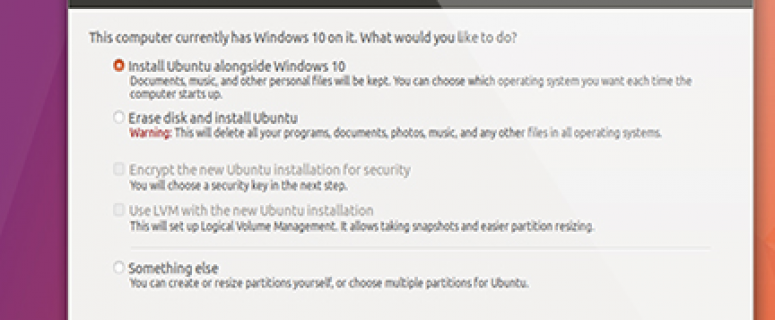 This computer currently has Windows 10 on it. What would you like to do?
Install Ubuntu alongside Windows 10
Documents, music, and other personal files will be kept. You can choose which operating system you want each time the
computer starts up.
Erase disk and install Ubuntu
Warning: This will delete all your programs, documents, photos, music, and any other files in all operating systems.
Encrypt the new Ubuntu installation for security
You will choose a security key in the next step.
Use LVM with the new Ubuntu installation
This will set up Logical Volume Management. It allows taking snapshots and easier partition resizing.
Something else
You can create or resize partitions yourself, or choose multiple partitions for Ubuntu.